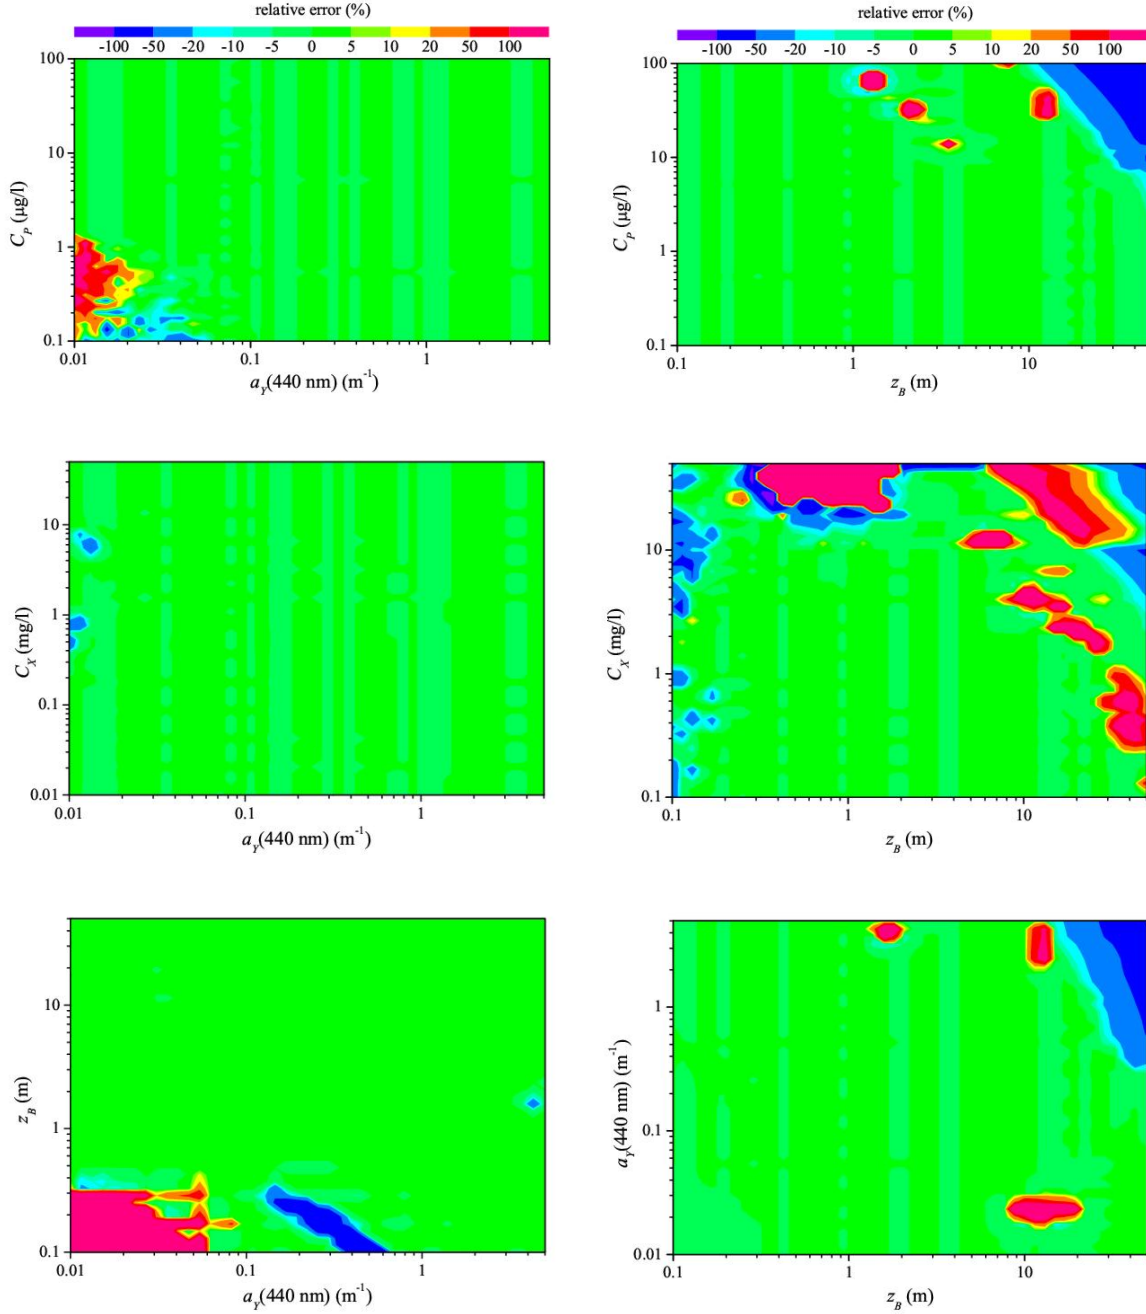 relative error (%)
-100 -50 -20 -10 -5 0 5 10 20 50 100
100
10
1
0.1
C_P (µg/l)
0.01 0.1 1
a_Y(440 nm) (m⁻¹)
relative error (%)
-100 -50 -20 -10 -5 0 5 10 20 50 100
100
10
1
0.1
C_P (µg/l)
0.1 1 10
z_B (m)
10
1
0.1
0.01
C_X (mg/l)
0.01 0.1 1
a_Y(440 nm) (m⁻¹)
10
1
0.1
C_X (mg/l)
0.1 1 10
z_B (m)
10
1
0.1
z_B (m)
0.01 0.1 1
a_Y(440 nm) (m⁻¹)
1
0.1
0.01
a_Y(440 nm) (m⁻¹)
0.1 1 10
z_B (m)